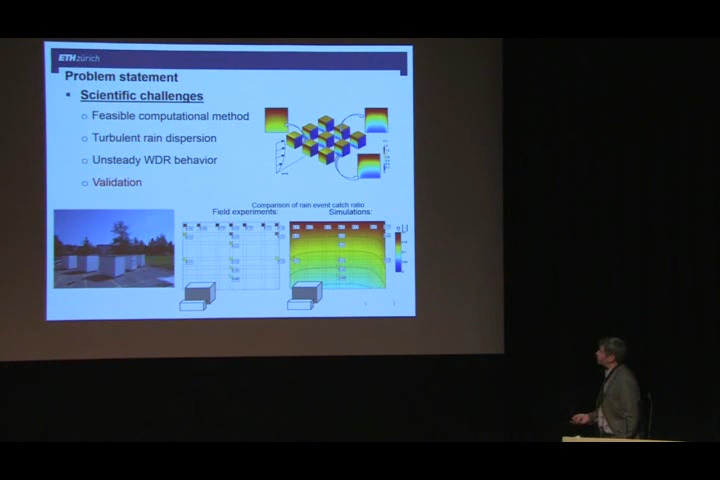 ETH zürich
Problem statement
Scientific challenges
Feasible computational method
Turbulent rain dispersion
Unsteady WDR behavior
Validation
Comparison of rain event catch ratio
Field experiments:
Simulations: